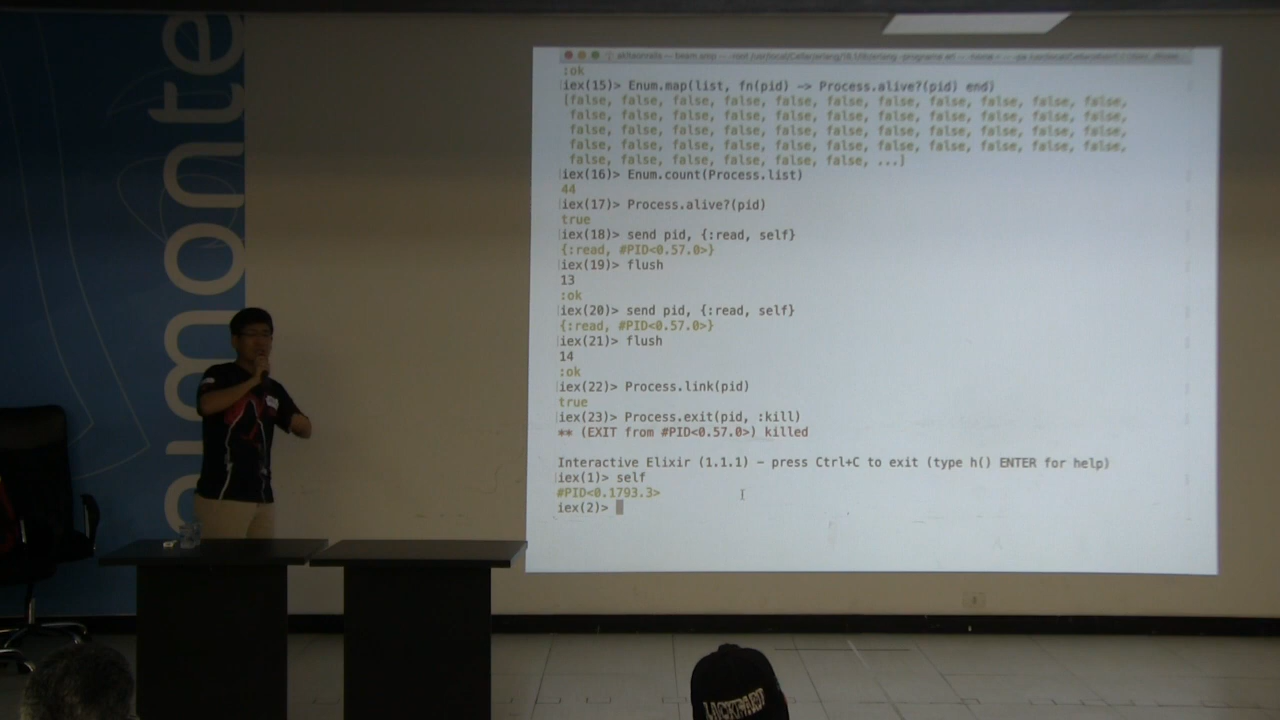 umonte
:ok
iex(15)> Enum.map(list, fn(pid) -> Process.alive?(pid) end)
[false, false, false, false, false, false, false, false, false, false, false,
false, false, false, false, false, false, false, false, false, false, false,
false, false, false, false, false, false, false, false, false, false, false,
false, false, false, false, false, false, false, false, false, false, false,
false, false, false, false, false, false, ...]
iex(16)> Enum.count(Process.list)
44
iex(17)> Process.alive?(pid)
true
iex(18)> send pid, {:read, self}
{:read, #PID<0.57.0>}
iex(19)> flush
13
:ok
iex(20)> send pid, {:read, self}
{:read, #PID<0.57.0>}
iex(21)> flush
14
:ok
iex(22)> Process.link(pid)
true
iex(23)> Process.exit(pid, :kill)
** (EXIT from #PID<0.57.0>) killed
Interactive Elixir (1.1.1) - press Ctrl+C to exit (type h() ENTER for help)
iex(1)> self
#PID<0.1793.3>
iex(2)>